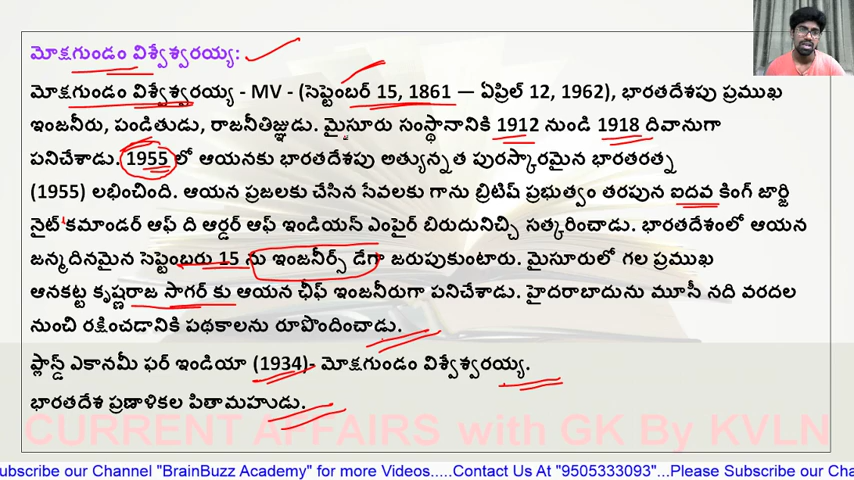 మోక్షగుండం విశ్వేశ్వరయ్య:
మోక్షగుండం విశ్వేశ్వరయ్య - MV - (సెప్టెంబర్ 15, 1861 — ఏప్రిల్ 12, 1962), భారతదేశపు ప్రముఖ
ఇంజనీరు, పండితుడు, రాజనీతిజ్ఞుడు. మైసూరు సంస్థానానికి 1912 నుండి 1918 దివానుగా
పనిచేశాడు. 1955 లో ఆయనకు భారతదేశపు అత్యున్నత పురస్కారమైన భారతరత్న
(1955) లభించింది. ఆయన ప్రజలకు చేసిన సేవలకు గాను బ్రిటిష్ ప్రభుత్వం తరపున ఐదవ కింగ్ జార్జి
నైట్ కమాండర్ ఆఫ్ ది ఆర్డర్ ఆఫ్ ఇండియన్ ఎంపైర్ బిరుదునిచ్చి సత్కరించాడు. భారతదేశంలో ఆయన
జన్మదినమైన సెప్టెంబరు 15 ను ఇంజనీర్స్ డేగా జరుపుకుంటారు. మైసూరులో గల ప్రముఖ
ఆనకట్ట కృష్ణరాజ సాగర్ కు ఆయన ఛీఫ్ ఇంజనీరుగా పనిచేశాడు. హైదరాబాదును మూసీ నది వరదల
నుంచి రక్షించడానికి పథకాలను రూపొందించాడు.
ప్లాన్డ్ ఎకానమీ ఫర్ ఇండియా (1934)- మోక్షగుండం విశ్వేశ్వరయ్య.
భారతదేశ ప్రణాళికల పితామహుడు.
CURRENT AFFAIRS with GK By KVLN
ubscribe our Channel "BrainBuzz Academy" for more Videos.....Contact Us At "9505333093"...Please Subscribe our Cha